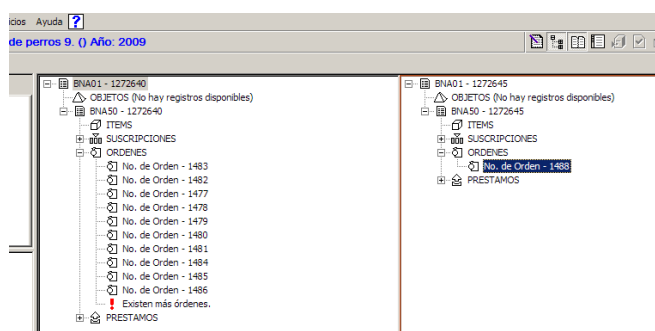 icios Ayuda ?
de perros 9. () Año: 2009
BNA01 - 1272640
OBJETOS (No hay registros disponibles)
BNA50 - 1272640
ITEMS
SUSCRIPCIONES
ORDENES
No. de Orden - 1483
No. de Orden - 1482
No. de Orden - 1477
No. de Orden - 1478
No. de Orden - 1479
No. de Orden - 1480
No. de Orden - 1481
No. de Orden - 1484
No. de Orden - 1485
No. de Orden - 1486
Existen más órdenes.
PRESTAMOS
BNA01 - 1272645
OBJETOS (No hay registros disponibles)
BNA50 - 1272645
ITEMS
SUSCRIPCIONES
ORDENES
No. de Orden - 1488
PRESTAMOS